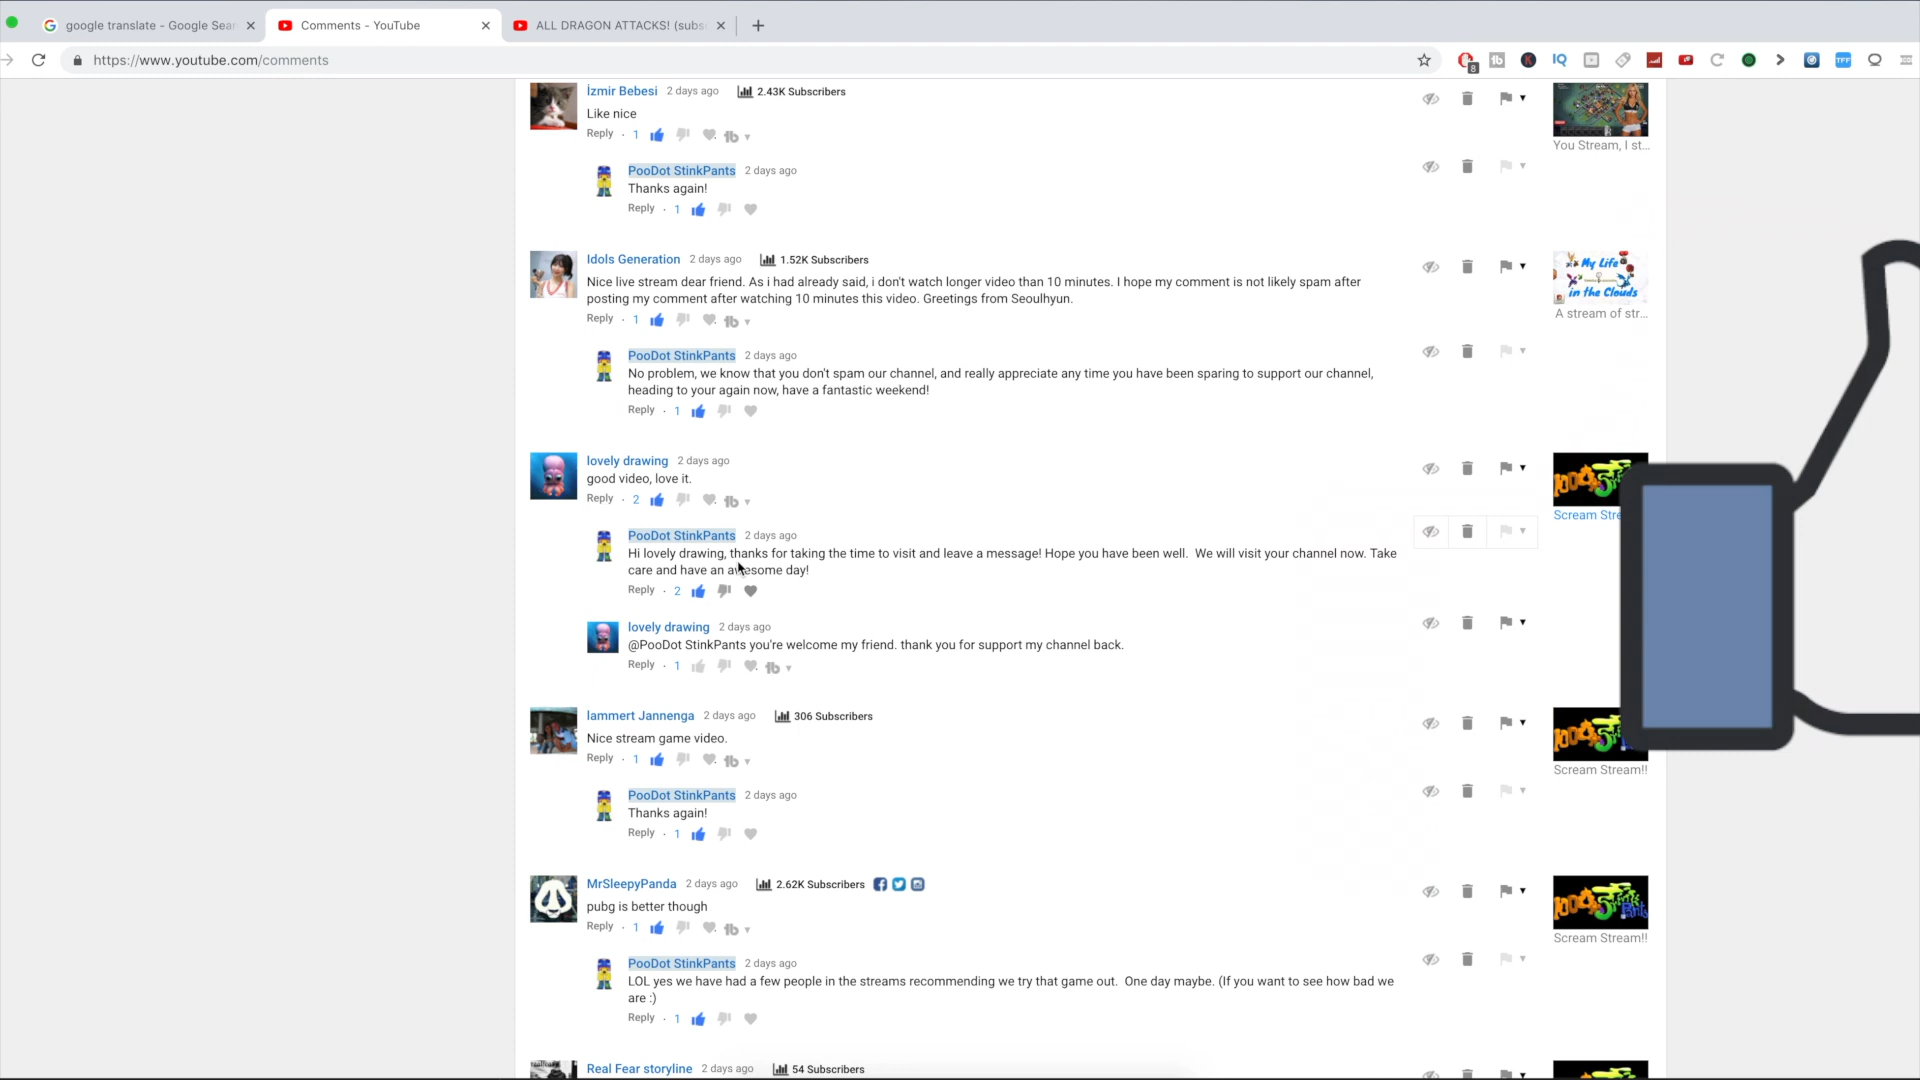 google translate - Google Sear
Comments - YouTube
ALL DRAGON ATTACKS! (subs
https://www.youtube.com/comments
8
IQ
TFF
İzmir Bebesi 2 days ago 2.43K Subscribers
Like nice
Reply · 1
You Stream, I st...
PooDot StinkPants 2 days ago
Thanks again!
Reply · 1
Idols Generation 2 days ago 1.52K Subscribers
Nice live stream dear friend. As i had already said, i don't watch longer video than 10 minutes. I hope my comment is not likely spam after
posting my comment after watching 10 minutes this video. Greetings from Seoulhyun.
Reply · 1
My Life
in the Clouds
A stream of str...
PooDot StinkPants 2 days ago
No problem, we know that you don't spam our channel, and really appreciate any time you have been sparing to support our channel,
heading to your again now, have a fantastic weekend!
Reply · 1
lovely drawing 2 days ago
good video, love it.
Reply · 2
Scream Stre
PooDot StinkPants 2 days ago
Hi lovely drawing, thanks for taking the time to visit and leave a message! Hope you have been well. We will visit your channel now. Take
care and have an awesome day!
Reply · 2
lovely drawing 2 days ago
@PooDot StinkPants you're welcome my friend. thank you for support my channel back.
Reply · 1
lammert Jannenga 2 days ago 306 Subscribers
Nice stream game video.
Reply · 1
Scream Stream!!
PooDot StinkPants 2 days ago
Thanks again!
Reply · 1
MrSleepyPanda 2 days ago 2.62K Subscribers
pubg is better though
Reply · 1
Scream Stream!!
PooDot StinkPants 2 days ago
LOL yes we have had a few people in the streams recommending we try that game out. One day maybe. (If you want to see how bad we
are :)
Reply · 1
Real Fear storyline 2 days ago 54 Subscribers